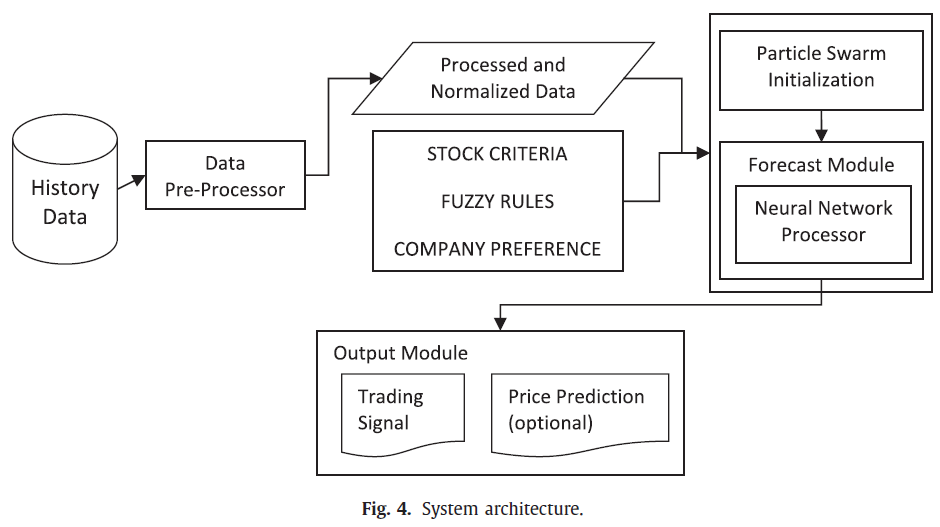 History
Data
Data
Pre-Processor
Processed and
Normalized Data
STOCK CRITERIA
FUZZY RULES
COMPANY PREFERENCE
Particle Swarm
Initialization
Forecast Module
Neural Network
Processor
Output Module
Trading
Signal
Price Prediction
(optional)
Fig. 4. System architecture.